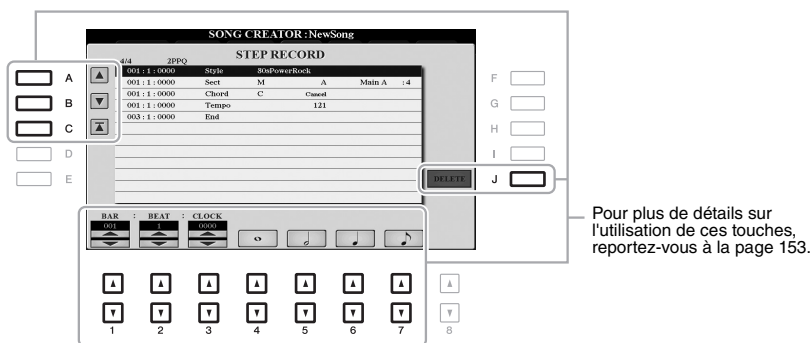 SONG CREATOR : NewSong
STEP RECORD
4/4 2PPQ
001 : 1 : 0000 Style 80sPowerRock
001 : 1 : 0000 Sect M A Main A :4
001 : 1 : 0000 Chord C Cancel
001 : 1 : 0000 Tempo 121
003 : 1 : 0000 End
A
B
C
D
E
F
G
H
I
J
DELETE
BAR : BEAT : CLOCK
001 1 0000
1 2 3 4 5 6 7 8
Pour plus de détails sur
l'utilisation de ces touches,
reportez-vous à la page 153.